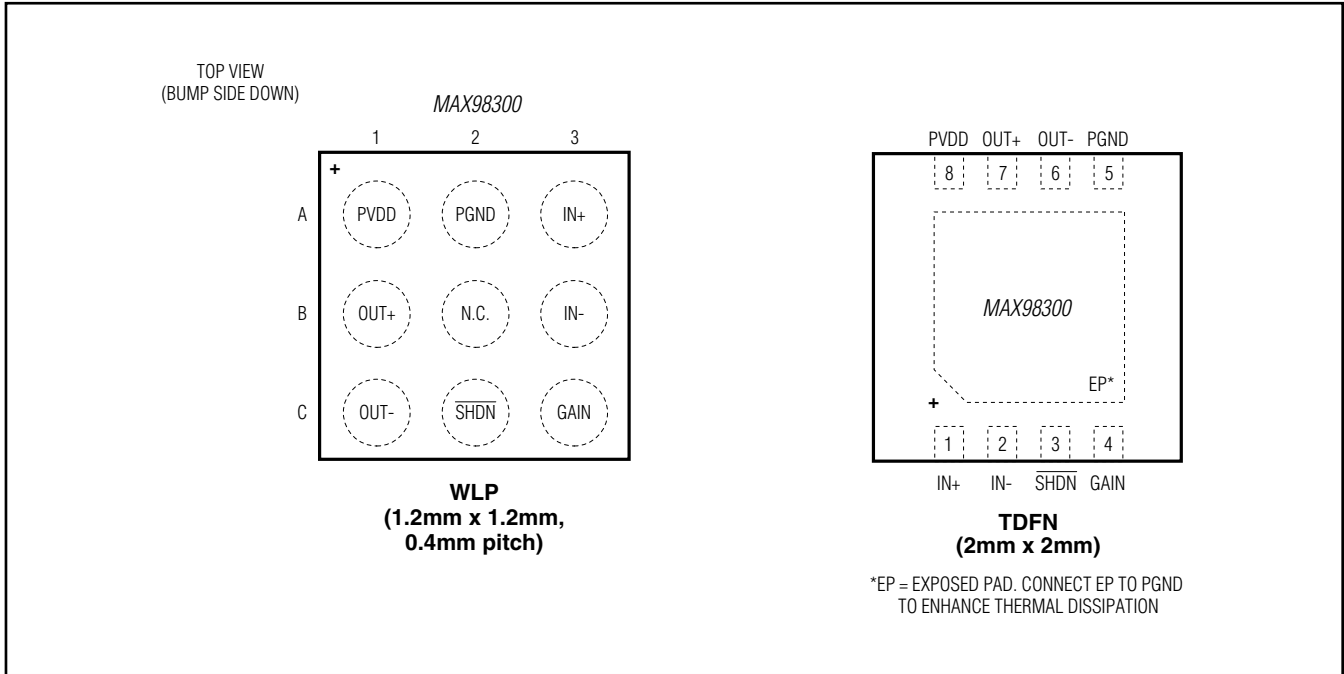 TOP VIEW
(BUMP SIDE DOWN)
MAX98300
1 2 3
+
A PVDD PGND IN+
B OUT+ N.C. IN-
C OUT- SHDN GAIN
WLP
(1.2mm x 1.2mm,
0.4mm pitch)
PVDD OUT+ OUT- PGND
8 7 6 5
MAX98300
EP*
+
1 2 3 4
IN+ IN- SHDN GAIN
TDFN
(2mm x 2mm)
*EP = EXPOSED PAD. CONNECT EP TO PGND
TO ENHANCE THERMAL DISSIPATION